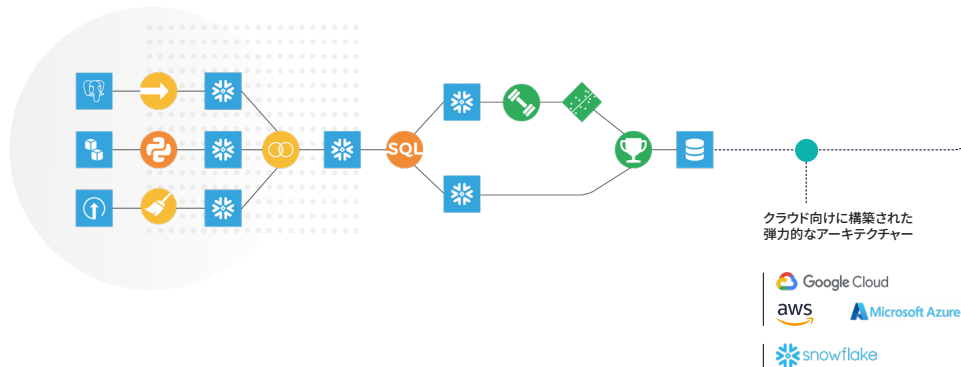 SQL
クラウド向けに構築された
弾力的なアーキテクチャー
Google Cloud
aws
Microsoft Azure
snowflake